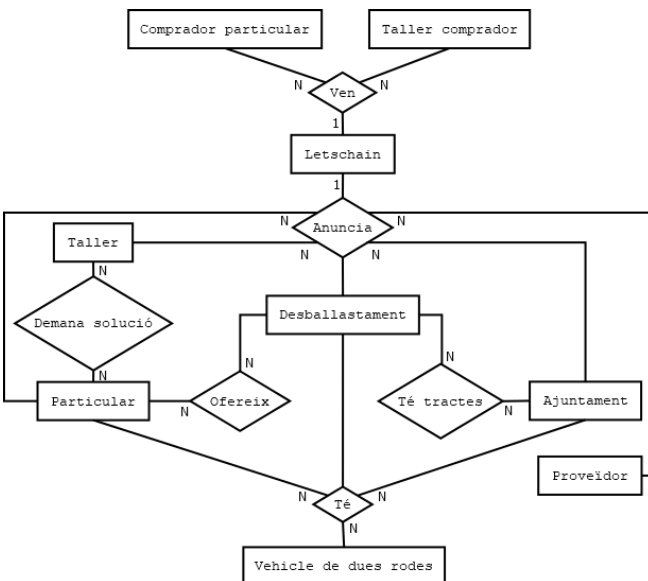 Comprador particular
Taller comprador
N
N
Ven
1
Letschain
1
N
N
Anuncia
Taller
N
N
N
Demana solució
Desballastament
N
N
N
Particular
N
Ofereix
Té tractes
N
Ajuntament
Proveïdor
N
N
Té
N
Vehicle de dues rodes